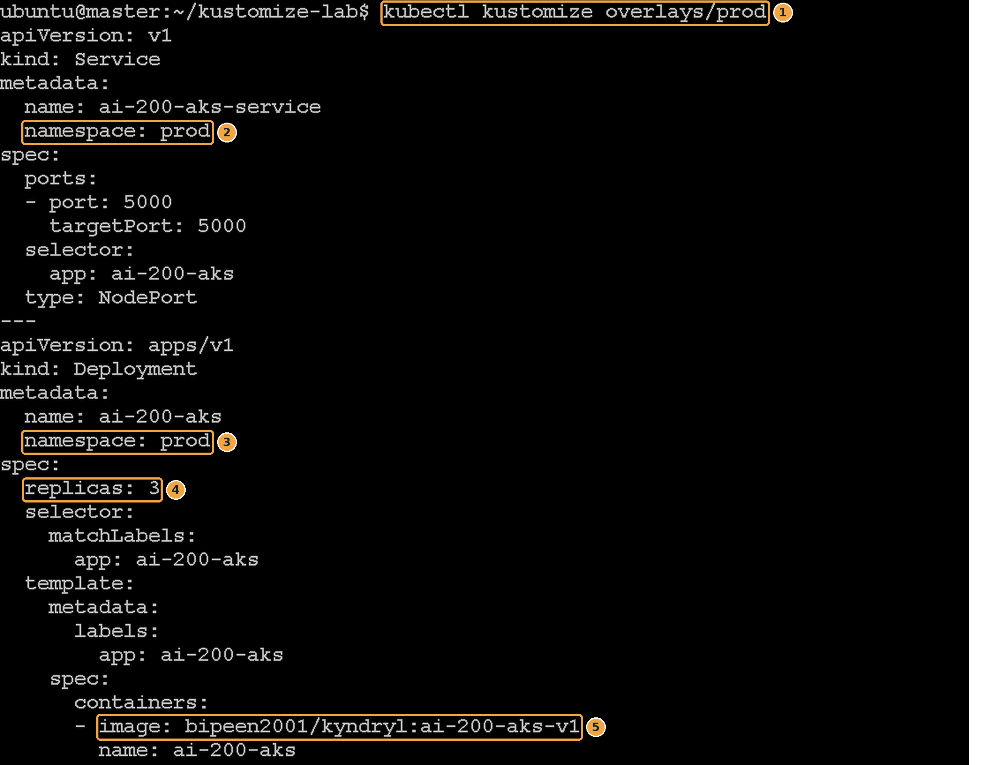 ubuntu@master:~/kustomize-lab$ kubectl kustomize overlays/prod 1
apiVersion: v1
kind: Service
metadata:
  name: ai-200-aks-service
  namespace: prod 2
spec:
  ports:
  - port: 5000
    targetPort: 5000
  selector:
    app: ai-200-aks
  type: NodePort
---
apiVersion: apps/v1
kind: Deployment
metadata:
  name: ai-200-aks
  namespace: prod 3
spec:
  replicas: 3 4
  selector:
    matchLabels:
      app: ai-200-aks
  template:
    metadata:
      labels:
        app: ai-200-aks
    spec:
      containers:
      - image: bipeen2001/kyndryl:ai-200-aks-v1 5
        name: ai-200-aks